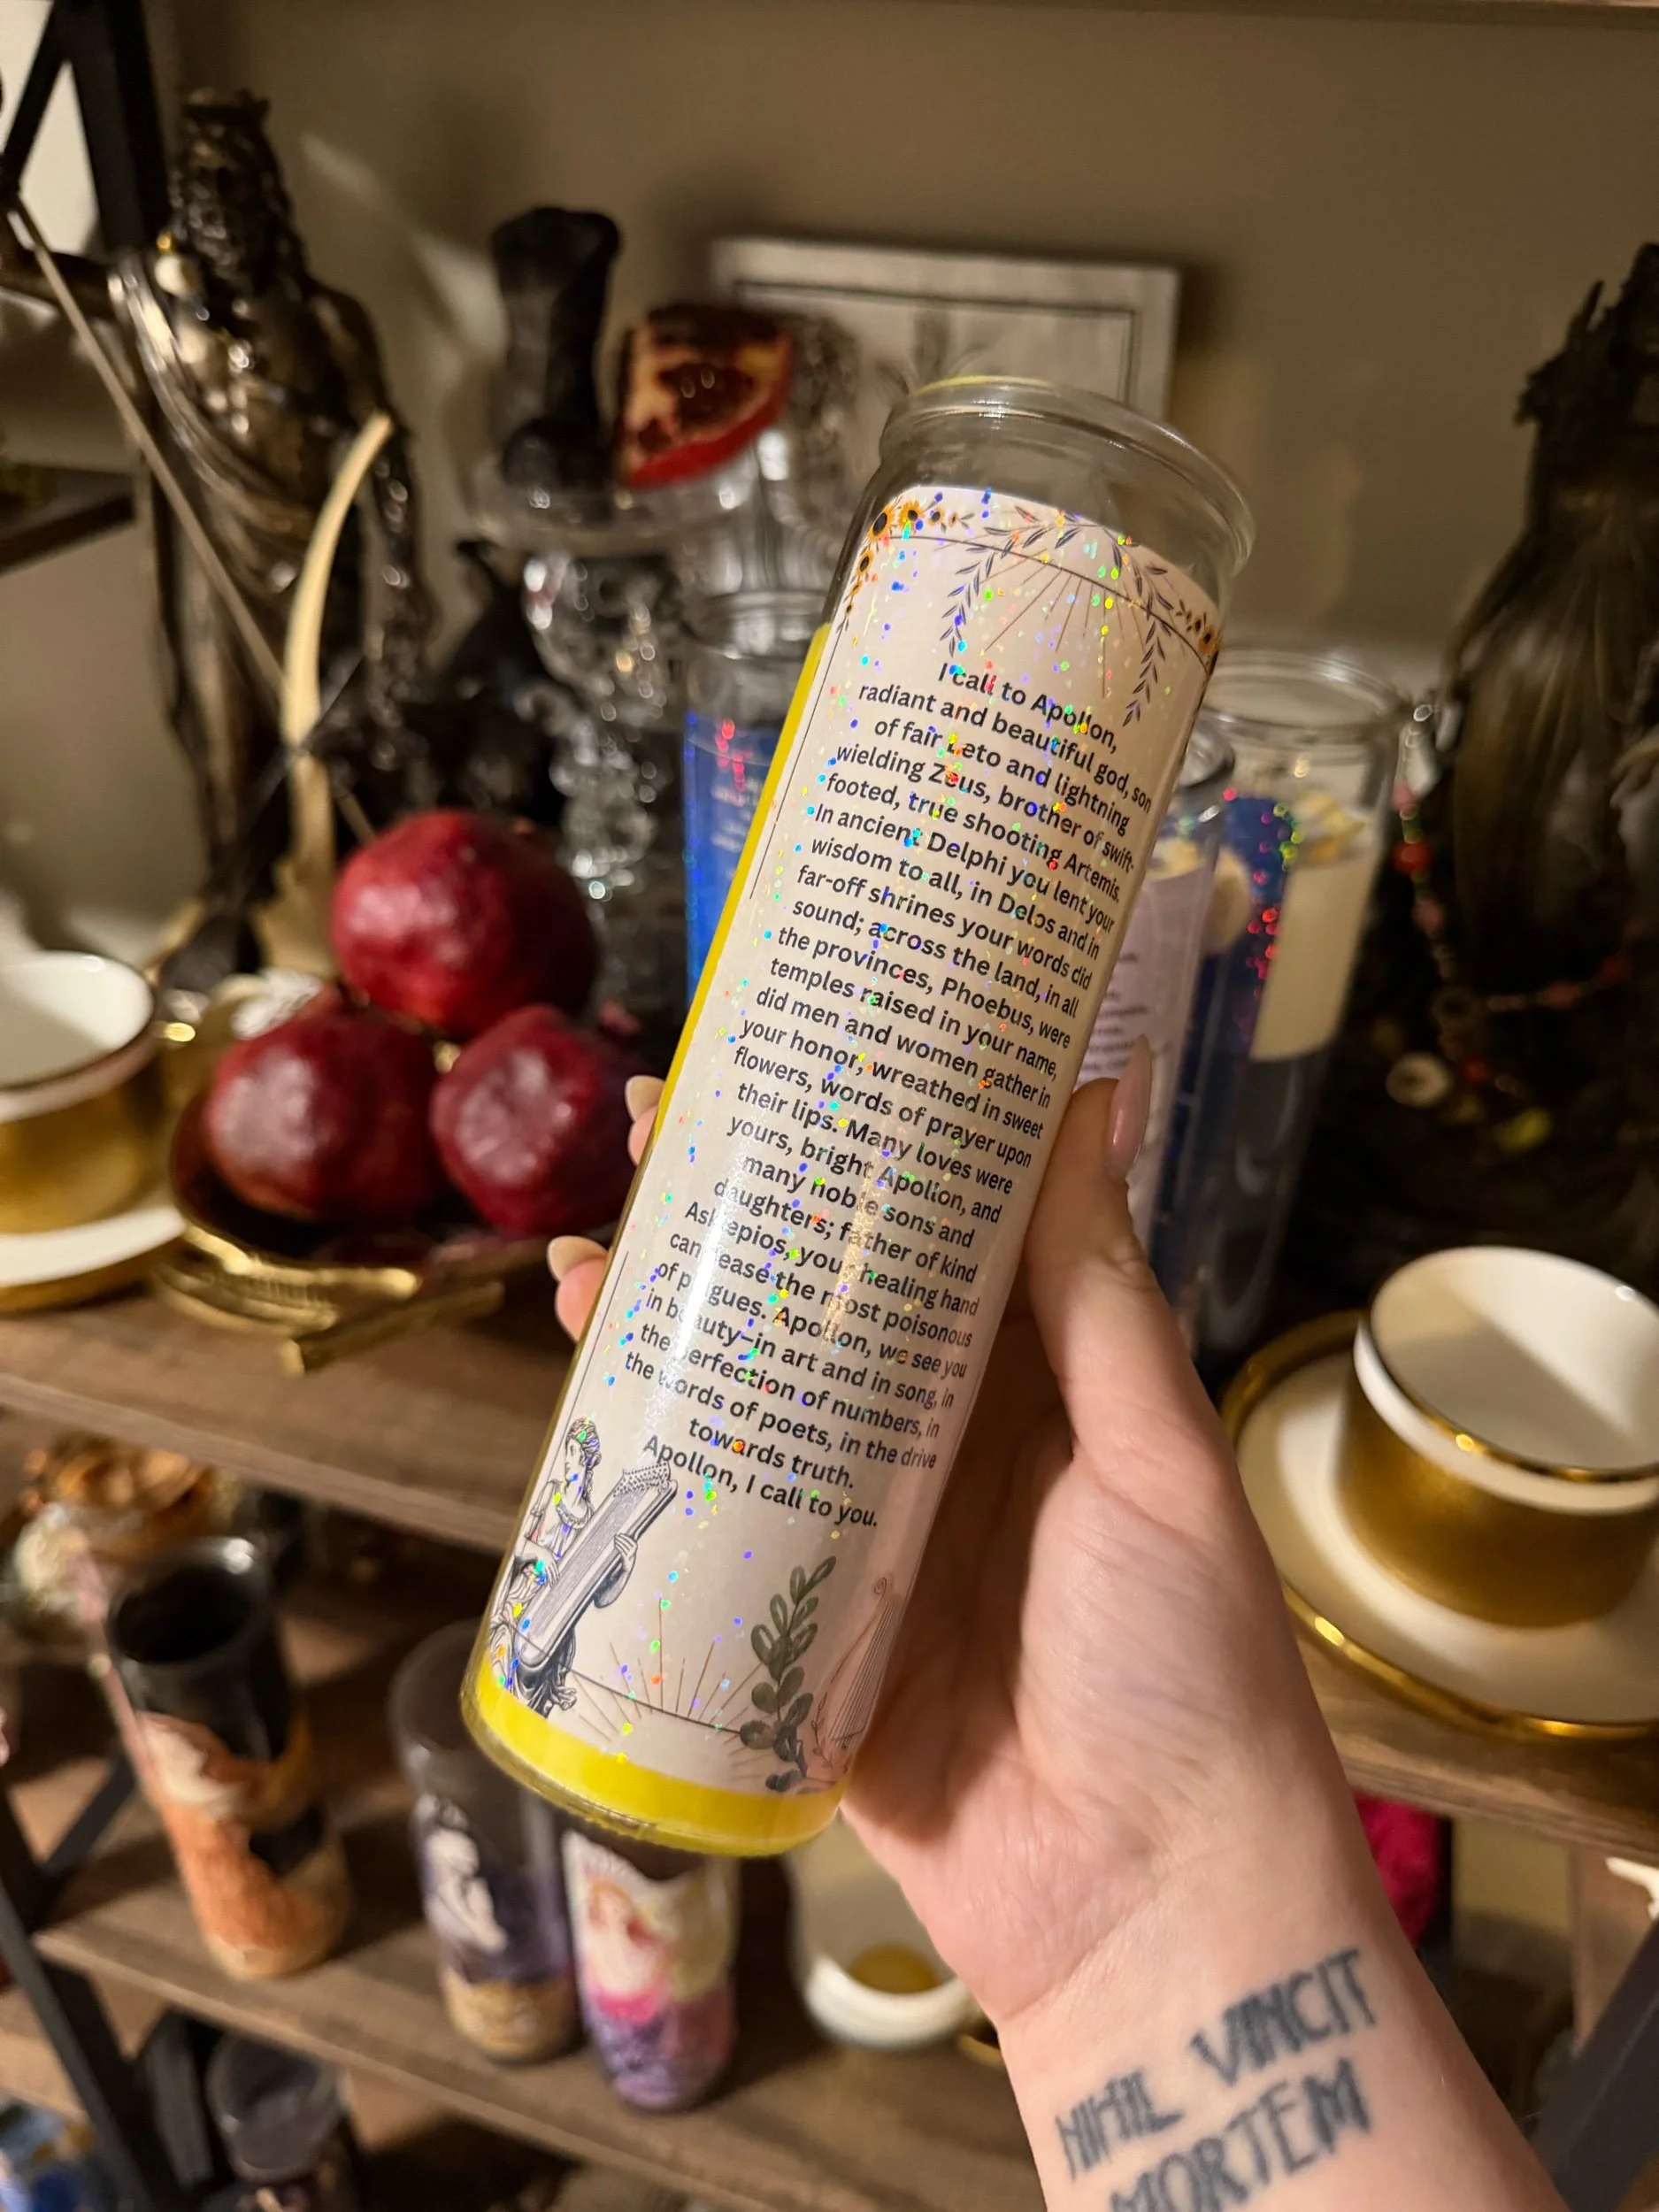 I call to Apollon,
radiant and beautiful god, son
of fair Leto and lightning
wielding Zeus, brother of swift-
footed, true shooting Artemis.
In ancient Delphi you lent your
wisdom to all, in Delos and in
far-off shrines your words did
sound; across the land, in all
the provinces, Phoebus, were
temples raised in your name,
did men and women gather in
your honor, wreathed in sweet
flowers, words of prayer upon
their lips. Many loves were
yours, bright Apollon, and
many noble sons and
daughters; father of kind
Asklepios, your healing hand
can ease the most poisonous
of plagues. Apollon, we see you
in beauty—in art and in song, in
the perfection of numbers, in
the words of poets, in the drive
towards truth.
Apollon, I call to you.
NIHIL VINCIT
MORTEM